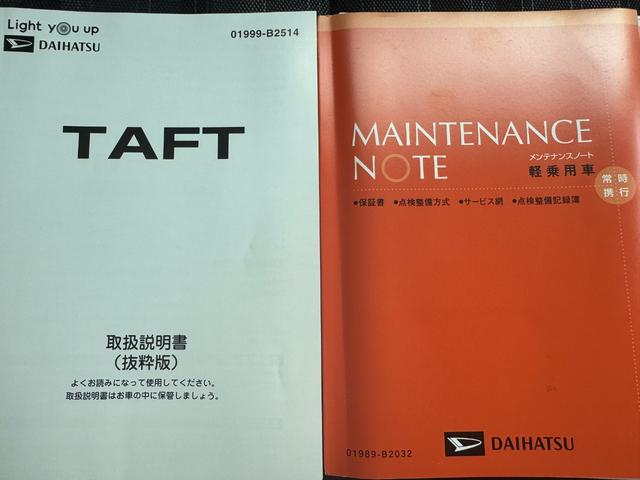 Light you up
DAIHATSU
01999-B2514
TAFT
取扱説明書
（抜粋版）
よくお読みになって使用してください。
取扱説明書はお車の中に保管しましょう。
MAINTENANCE
NOTE
メンテナンスノート
軽乗用車
常時
携行
●保証書 ●点検整備方式 ●サービス網 ●点検整備記録簿
01989-B2032
DAIHATSU